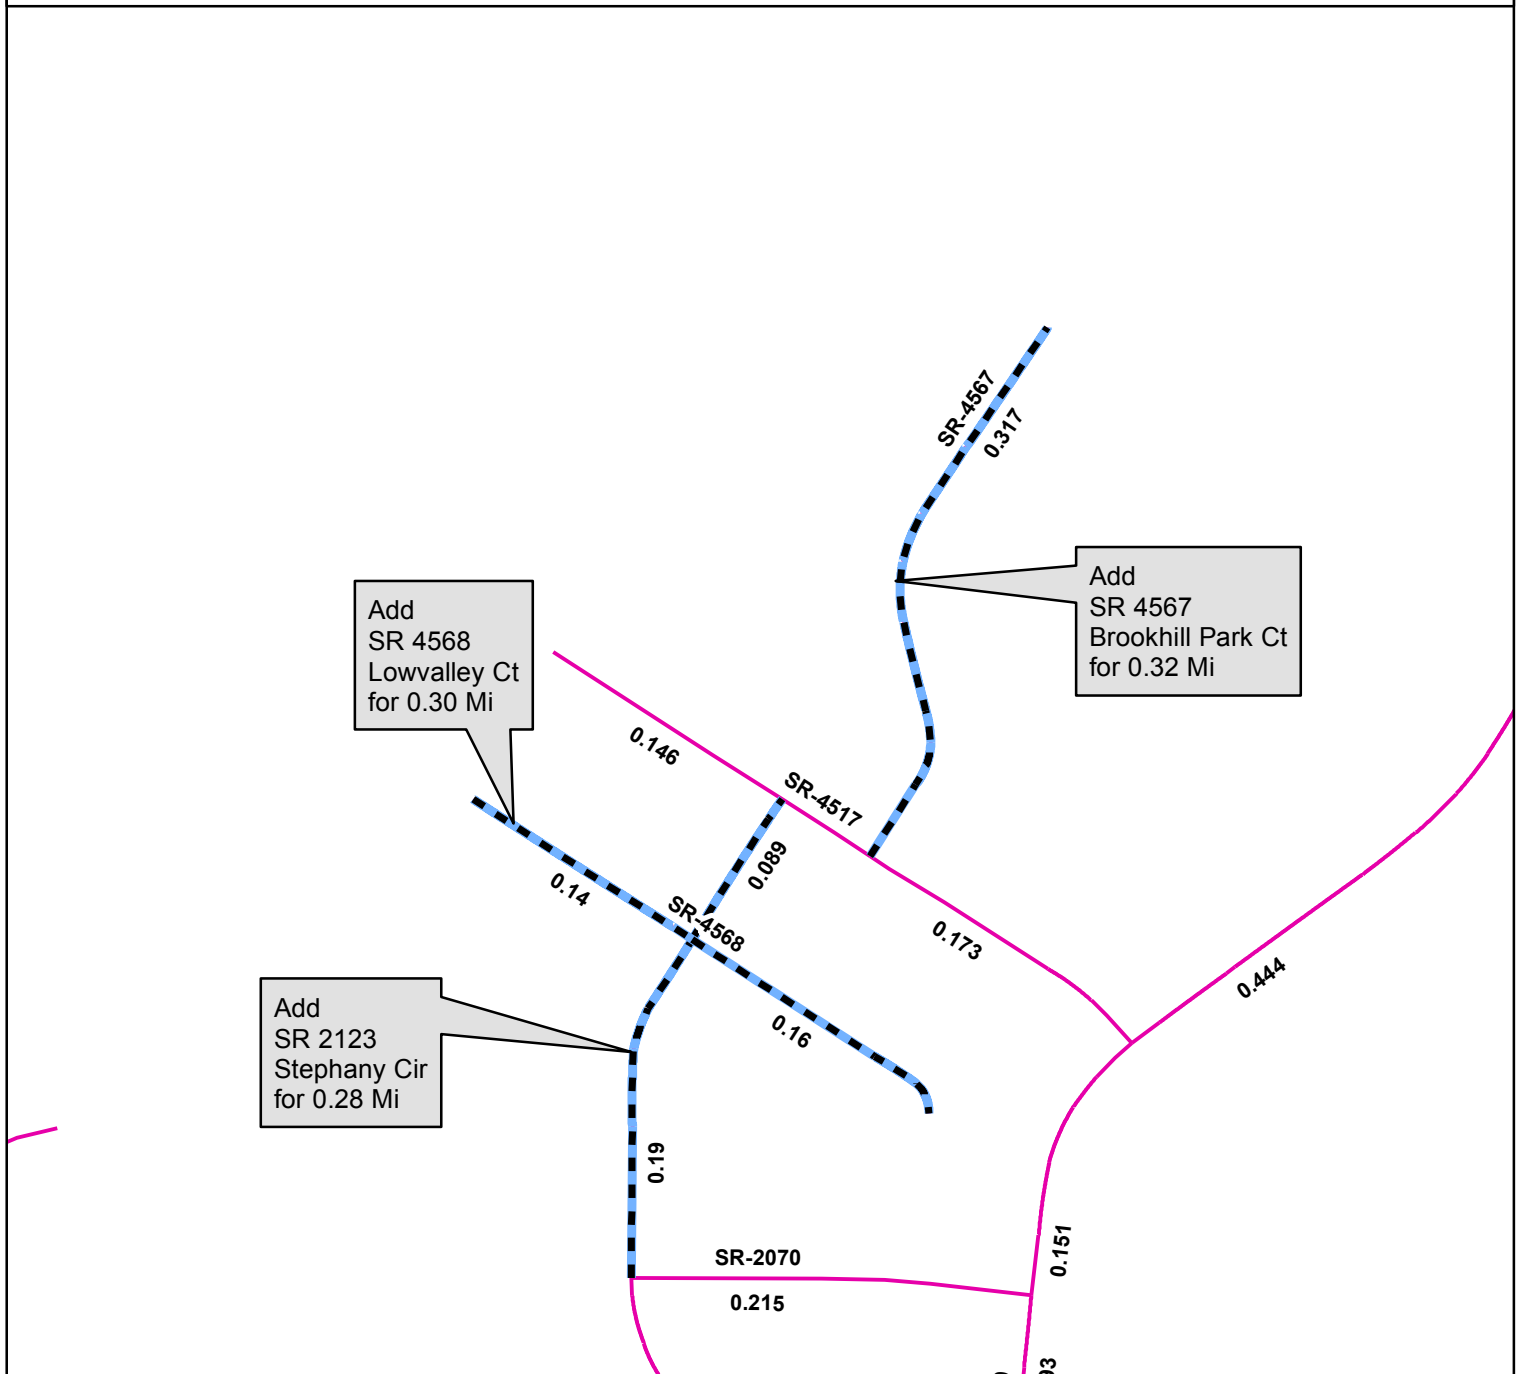 SR-4567
0.317
Add
SR 4567
Brookhill Park Ct
for 0.32 Mi
Add
SR 4568
Lowvalley Ct
for 0.30 Mi
0.146
SR-4517
0.089
0.14
SR-4568
0.173
0.444
Add
SR 2123
Stephany Cir
for 0.28 Mi
0.16
0.19
0.151
SR-2070
0.215
93